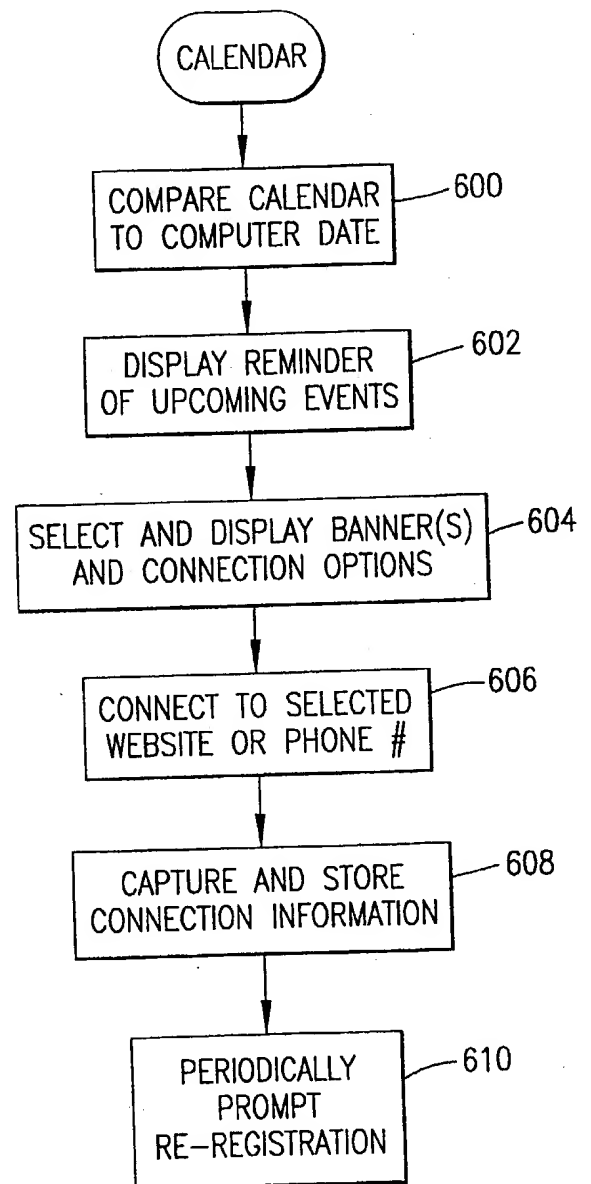 CALENDAR
COMPARE CALENDAR
TO COMPUTER DATE
600
DISPLAY REMINDER
OF UPCOMING EVENTS
602
SELECT AND DISPLAY BANNER(S)
AND CONNECTION OPTIONS
604
CONNECT TO SELECTED
WEBSITE OR PHONE #
606
CAPTURE AND STORE
CONNECTION INFORMATION
608
PERIODICALLY
PROMPT
RE-REGISTRATION
610